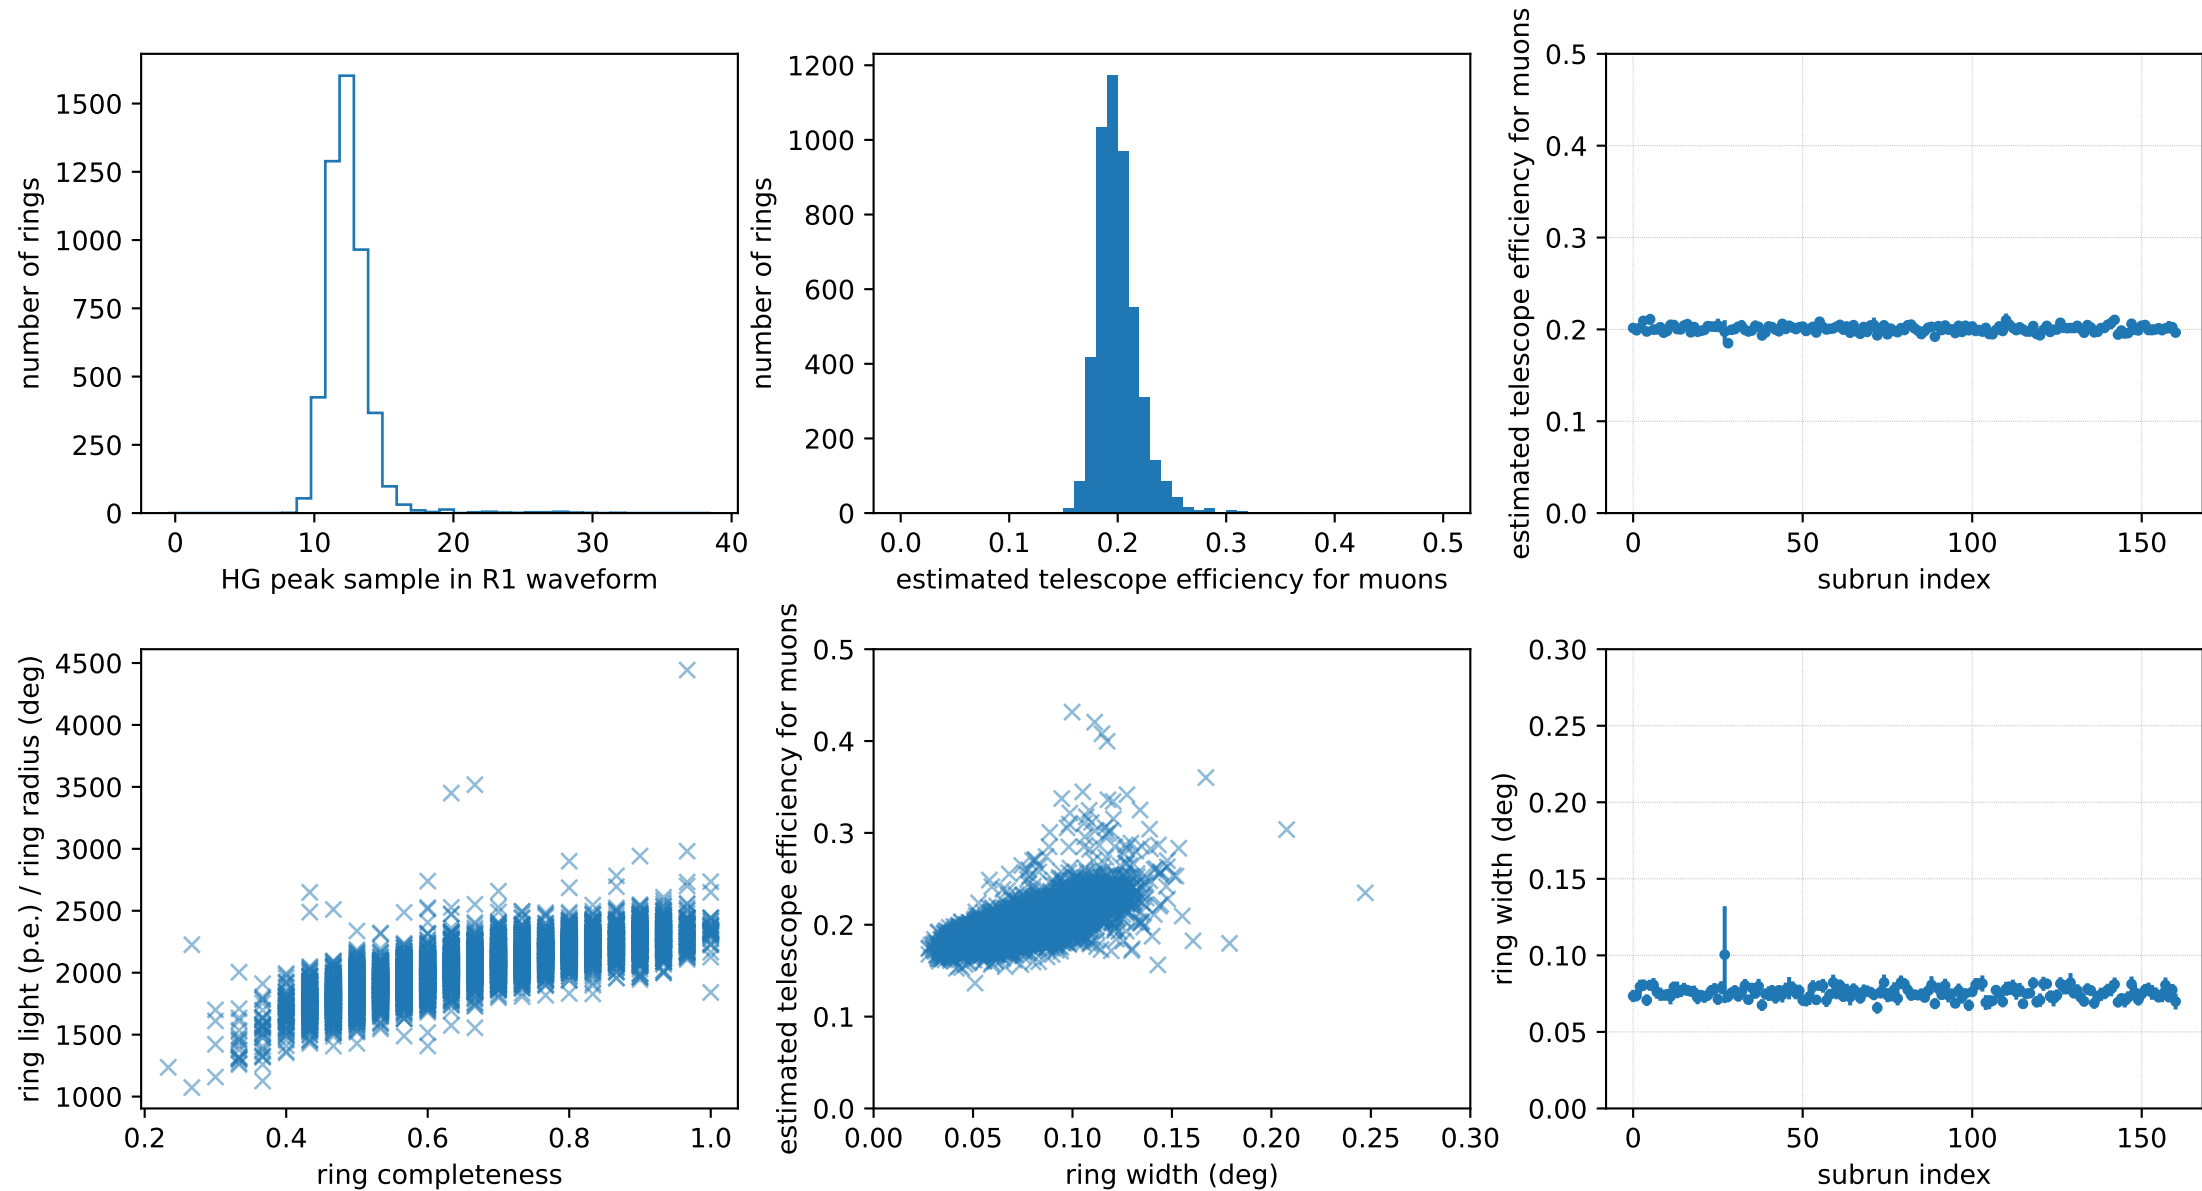 number of rings
1500
1250
1000
750
500
250
0
0 10 20 30 40
HG peak sample in R1 waveform
number of rings
1200
1000
800
600
400
200
0
0.0 0.1 0.2 0.3 0.4 0.5
estimated telescope efficiency for muons
estimated telescope efficiency for muons
0.5
0.4
0.3
0.2
0.1
0.0
0 50 100 150
subrun index
ring light (p.e.) / ring radius (deg)
4500
4000
3500
3000
2500
2000
1500
1000
0.2 0.4 0.6 0.8 1.0
ring completeness
estimated telescope efficiency for muons
0.5
0.4
0.3
0.2
0.1
0.0
0.00 0.05 0.10 0.15 0.20 0.25 0.30
ring width (deg)
ring width (deg)
0.30
0.25
0.20
0.15
0.10
0.05
0.00
0 50 100 150
subrun index